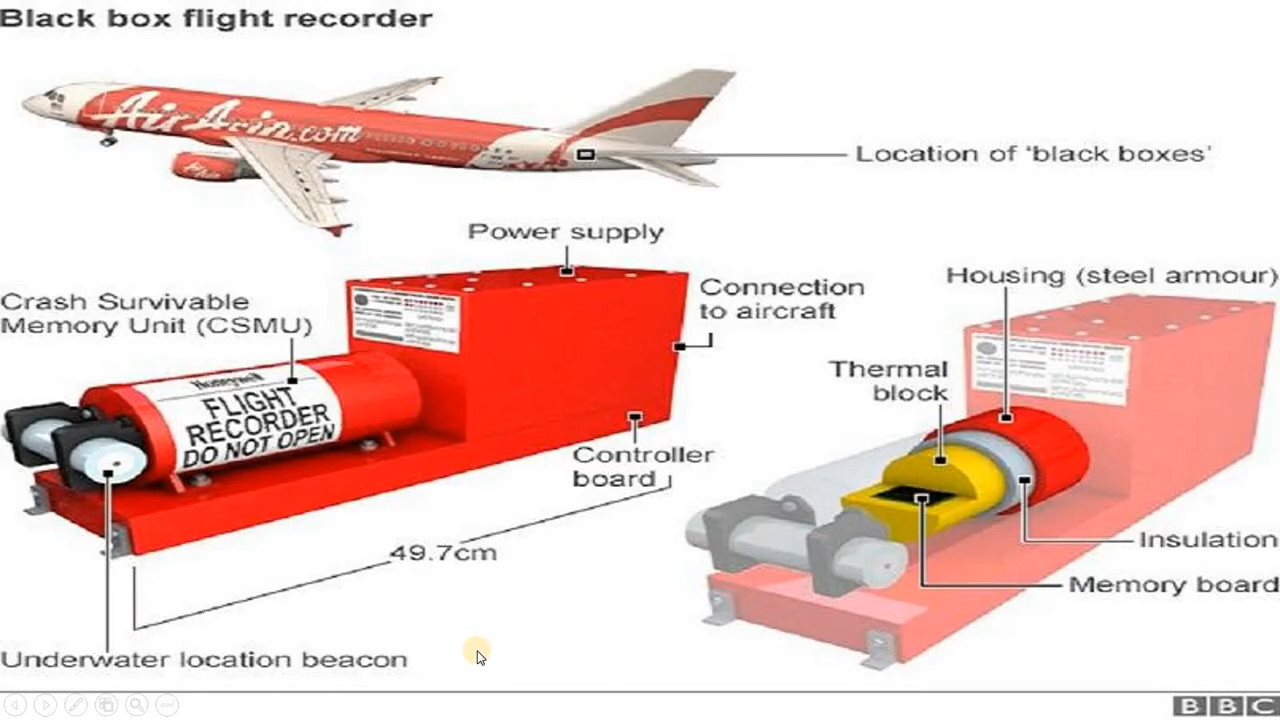 Black box flight recorder
AirAsia.com
Location of ‘black boxes’
Power supply
Housing (steel armour)
Connection
to aircraft
Crash Survivable
Memory Unit (CSMU)
Thermal
block
Honeywell
FLIGHT
RECORDER
DO NOT OPEN
Controller
board
49.7cm
Insulation
Memory board
Underwater location beacon
BBC